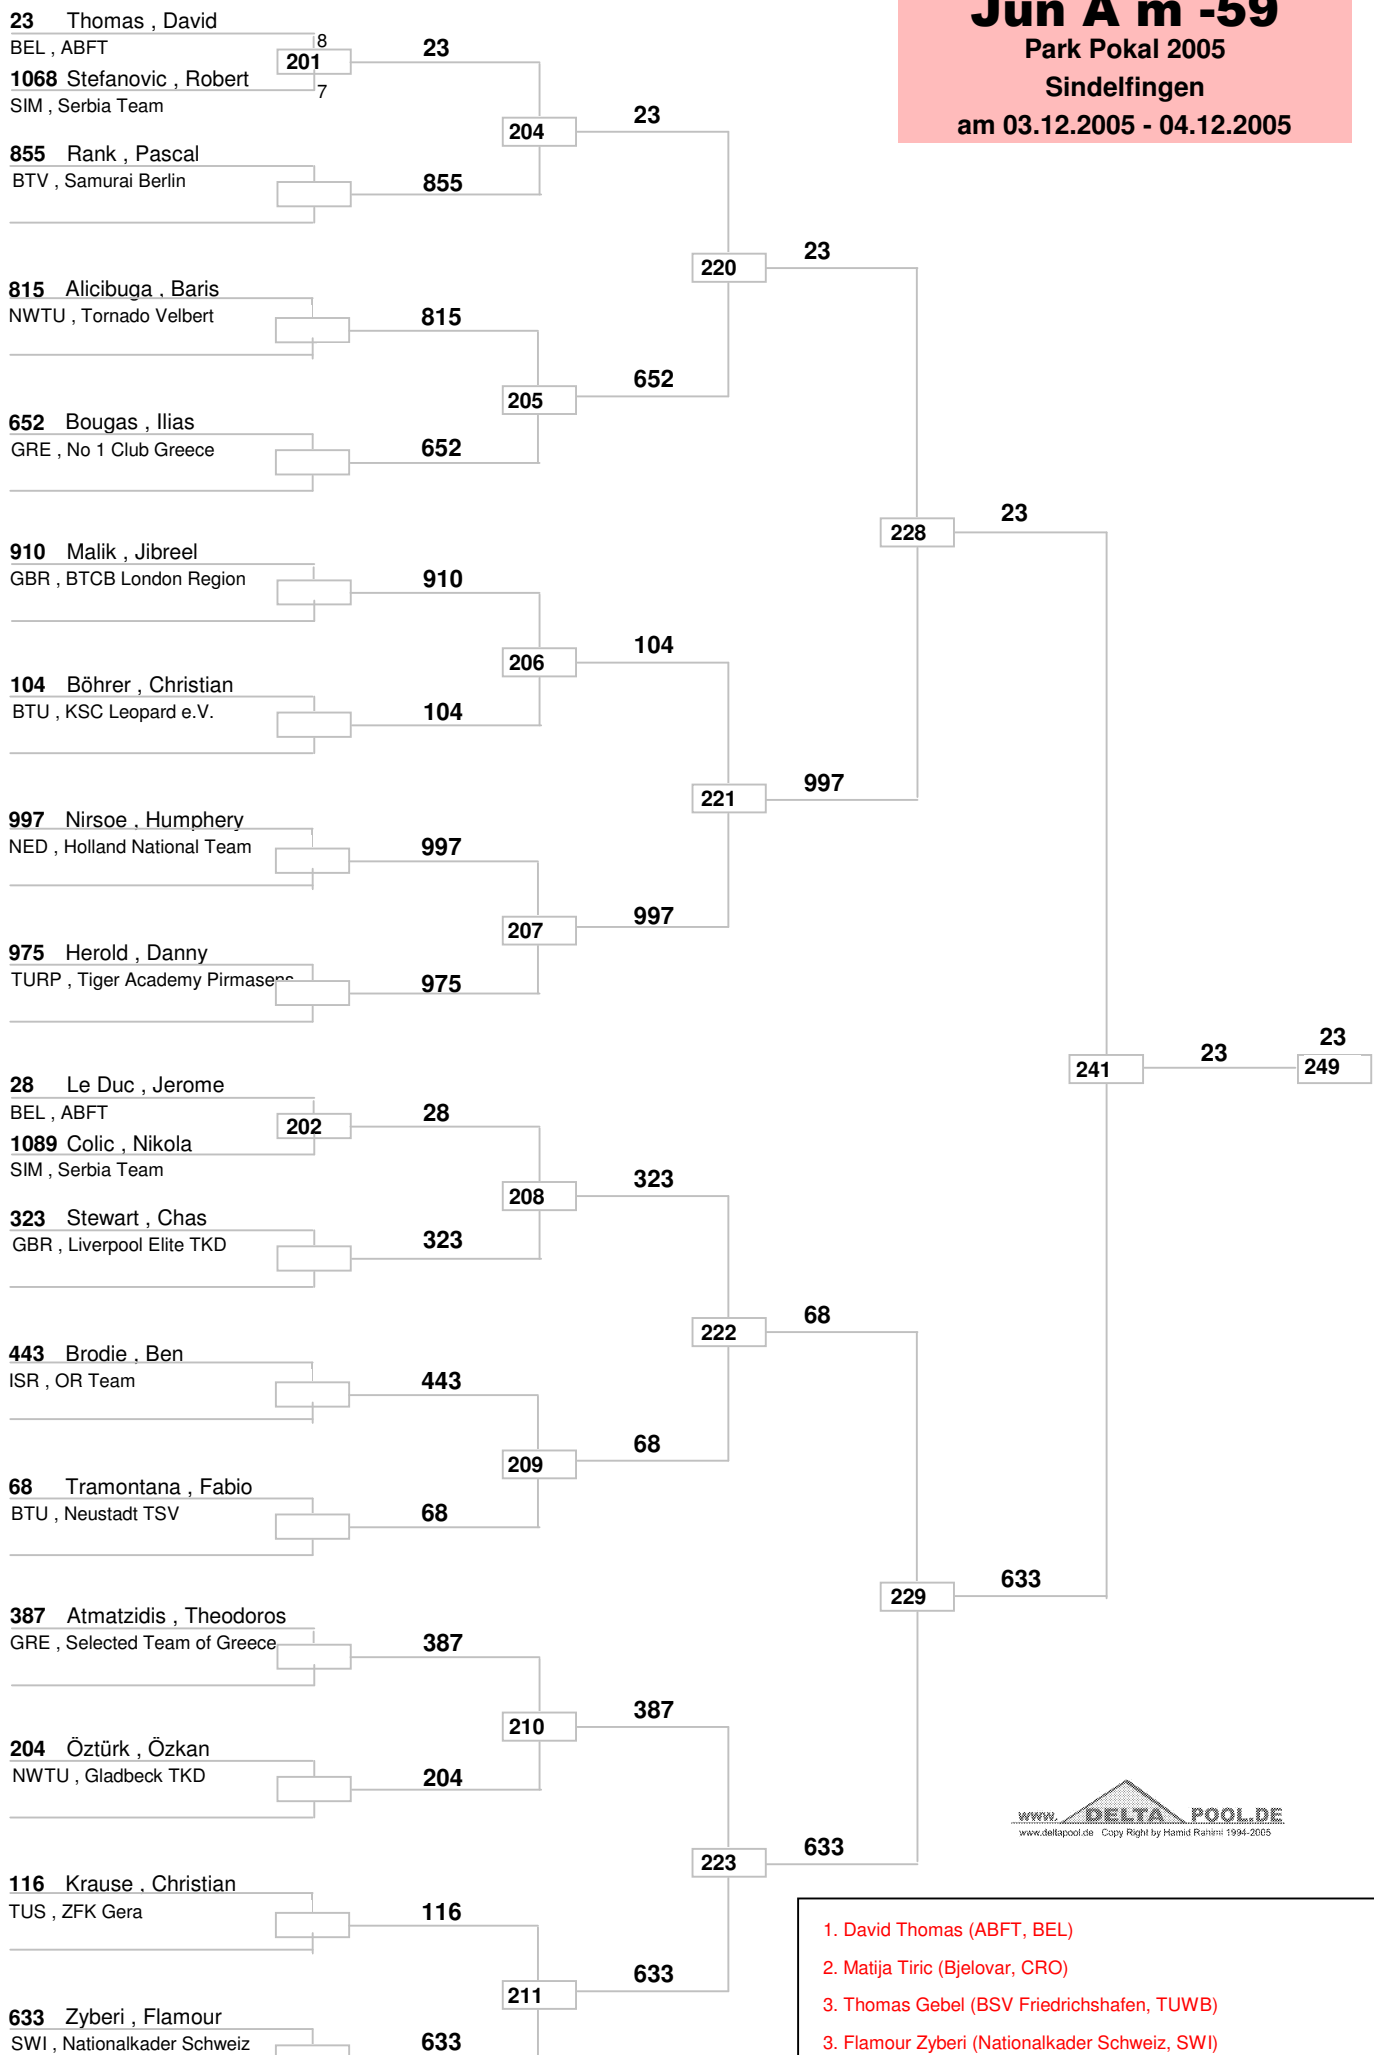 Jun A m -59
Park Pokal 2005
Sindelfingen
am 03.12.2005 - 04.12.2005
23 Thomas , David
BEL , ABFT
8
201
23
1068 Stefanovic , Robert
7
SIM , Serbia Team
204
23
855 Rank , Pascal
BTV , Samurai Berlin
855
220
23
815 Alicibuga , Baris
NWTU , Tornado Velbert
815
205
652
652 Bougas , Ilias
GRE , No 1 Club Greece
652
228
23
910 Malik , Jibreel
GBR , BTCB London Region
910
206
104
104 Böhrer , Christian
BTU , KSC Leopard e.V.
104
221
997
997 Nirsoe , Humphery
NED , Holland National Team
997
207
997
975 Herold , Danny
TURP , Tiger Academy Pirmasens
975
241
23
23
249
28 Le Duc , Jerome
BEL , ABFT
202
28
1089 Colic , Nikola
SIM , Serbia Team
208
323
323 Stewart , Chas
GBR , Liverpool Elite TKD
323
222
68
443 Brodie , Ben
ISR , OR Team
443
209
68
68 Tramontana , Fabio
BTU , Neustadt TSV
68
229
633
387 Atmatzidis , Theodoros
GRE , Selected Team of Greece
387
210
387
204 Öztürk , Özkan
NWTU , Gladbeck TKD
204
223
633
116 Krause , Christian
TUS , ZFK Gera
116
211
633
633 Zyberi , Flamour
SWI , Nationalkader Schweiz
633
www. DELTA POOL.DE
www.deltapool.de Copy Right by Hamid Rahimi 1994-2005
1. David Thomas (ABFT, BEL)
2. Matija Tiric (Bjelovar, CRO)
3. Thomas Gebel (BSV Friedrichshafen, TUWB)
3. Flamour Zyberi (Nationalkader Schweiz, SWI)